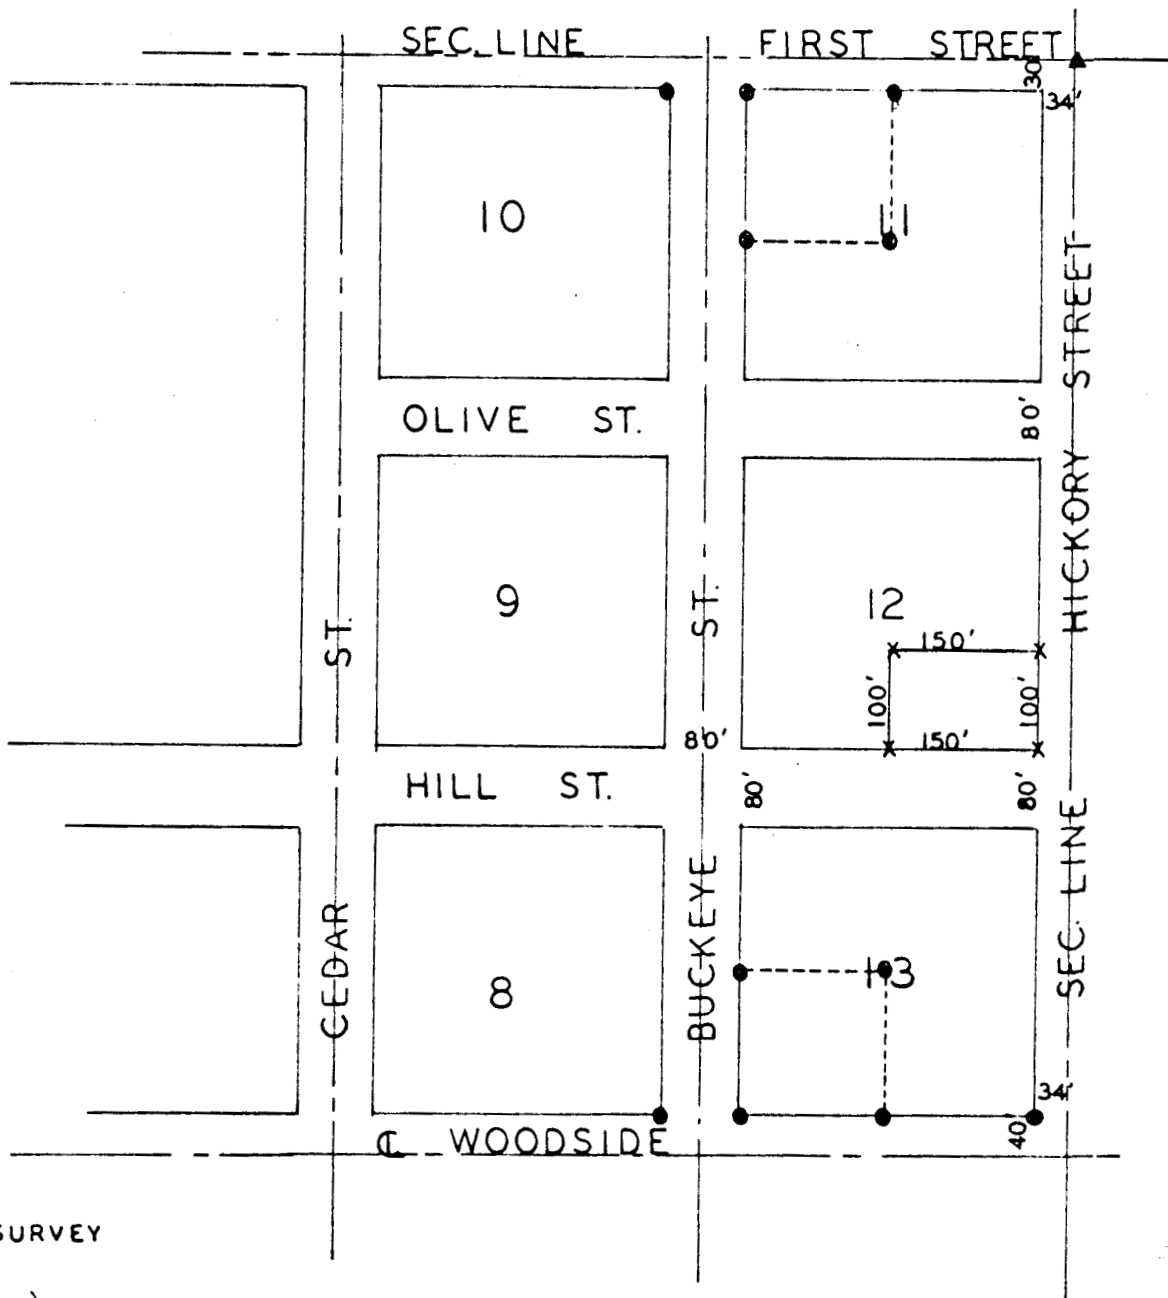 SEC. LINE FIRST STREET
30'
34'
10
11
OLIVE ST.
80'
HICKORY STREET
9
12
ST.
ST.
150'
100'
100'
150'
80'
HILL ST.
80'
80'
SEC. LINE
BUCKEYE
CEDAR
8
13
34'
40'
℄ WOODSIDE
SURVEY